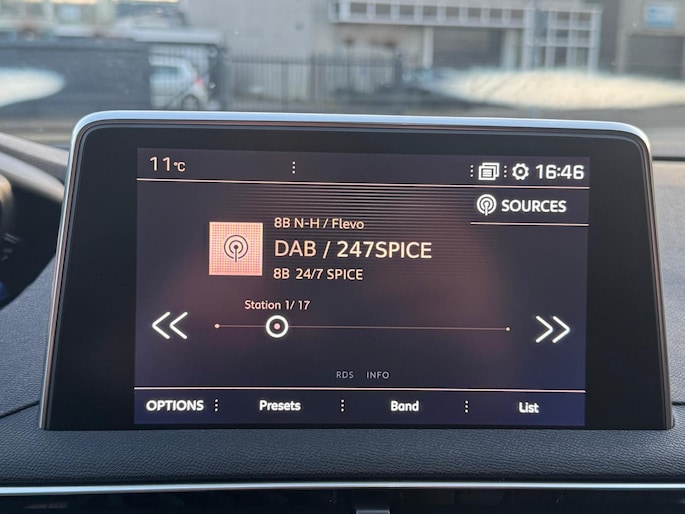 11°C
16:46
SOURCES
8B N-H / Flevo
DAB / 247SPICE
8B 24/7 SPICE
Station 1/ 17
RDS INFO
OPTIONS Presets Band List